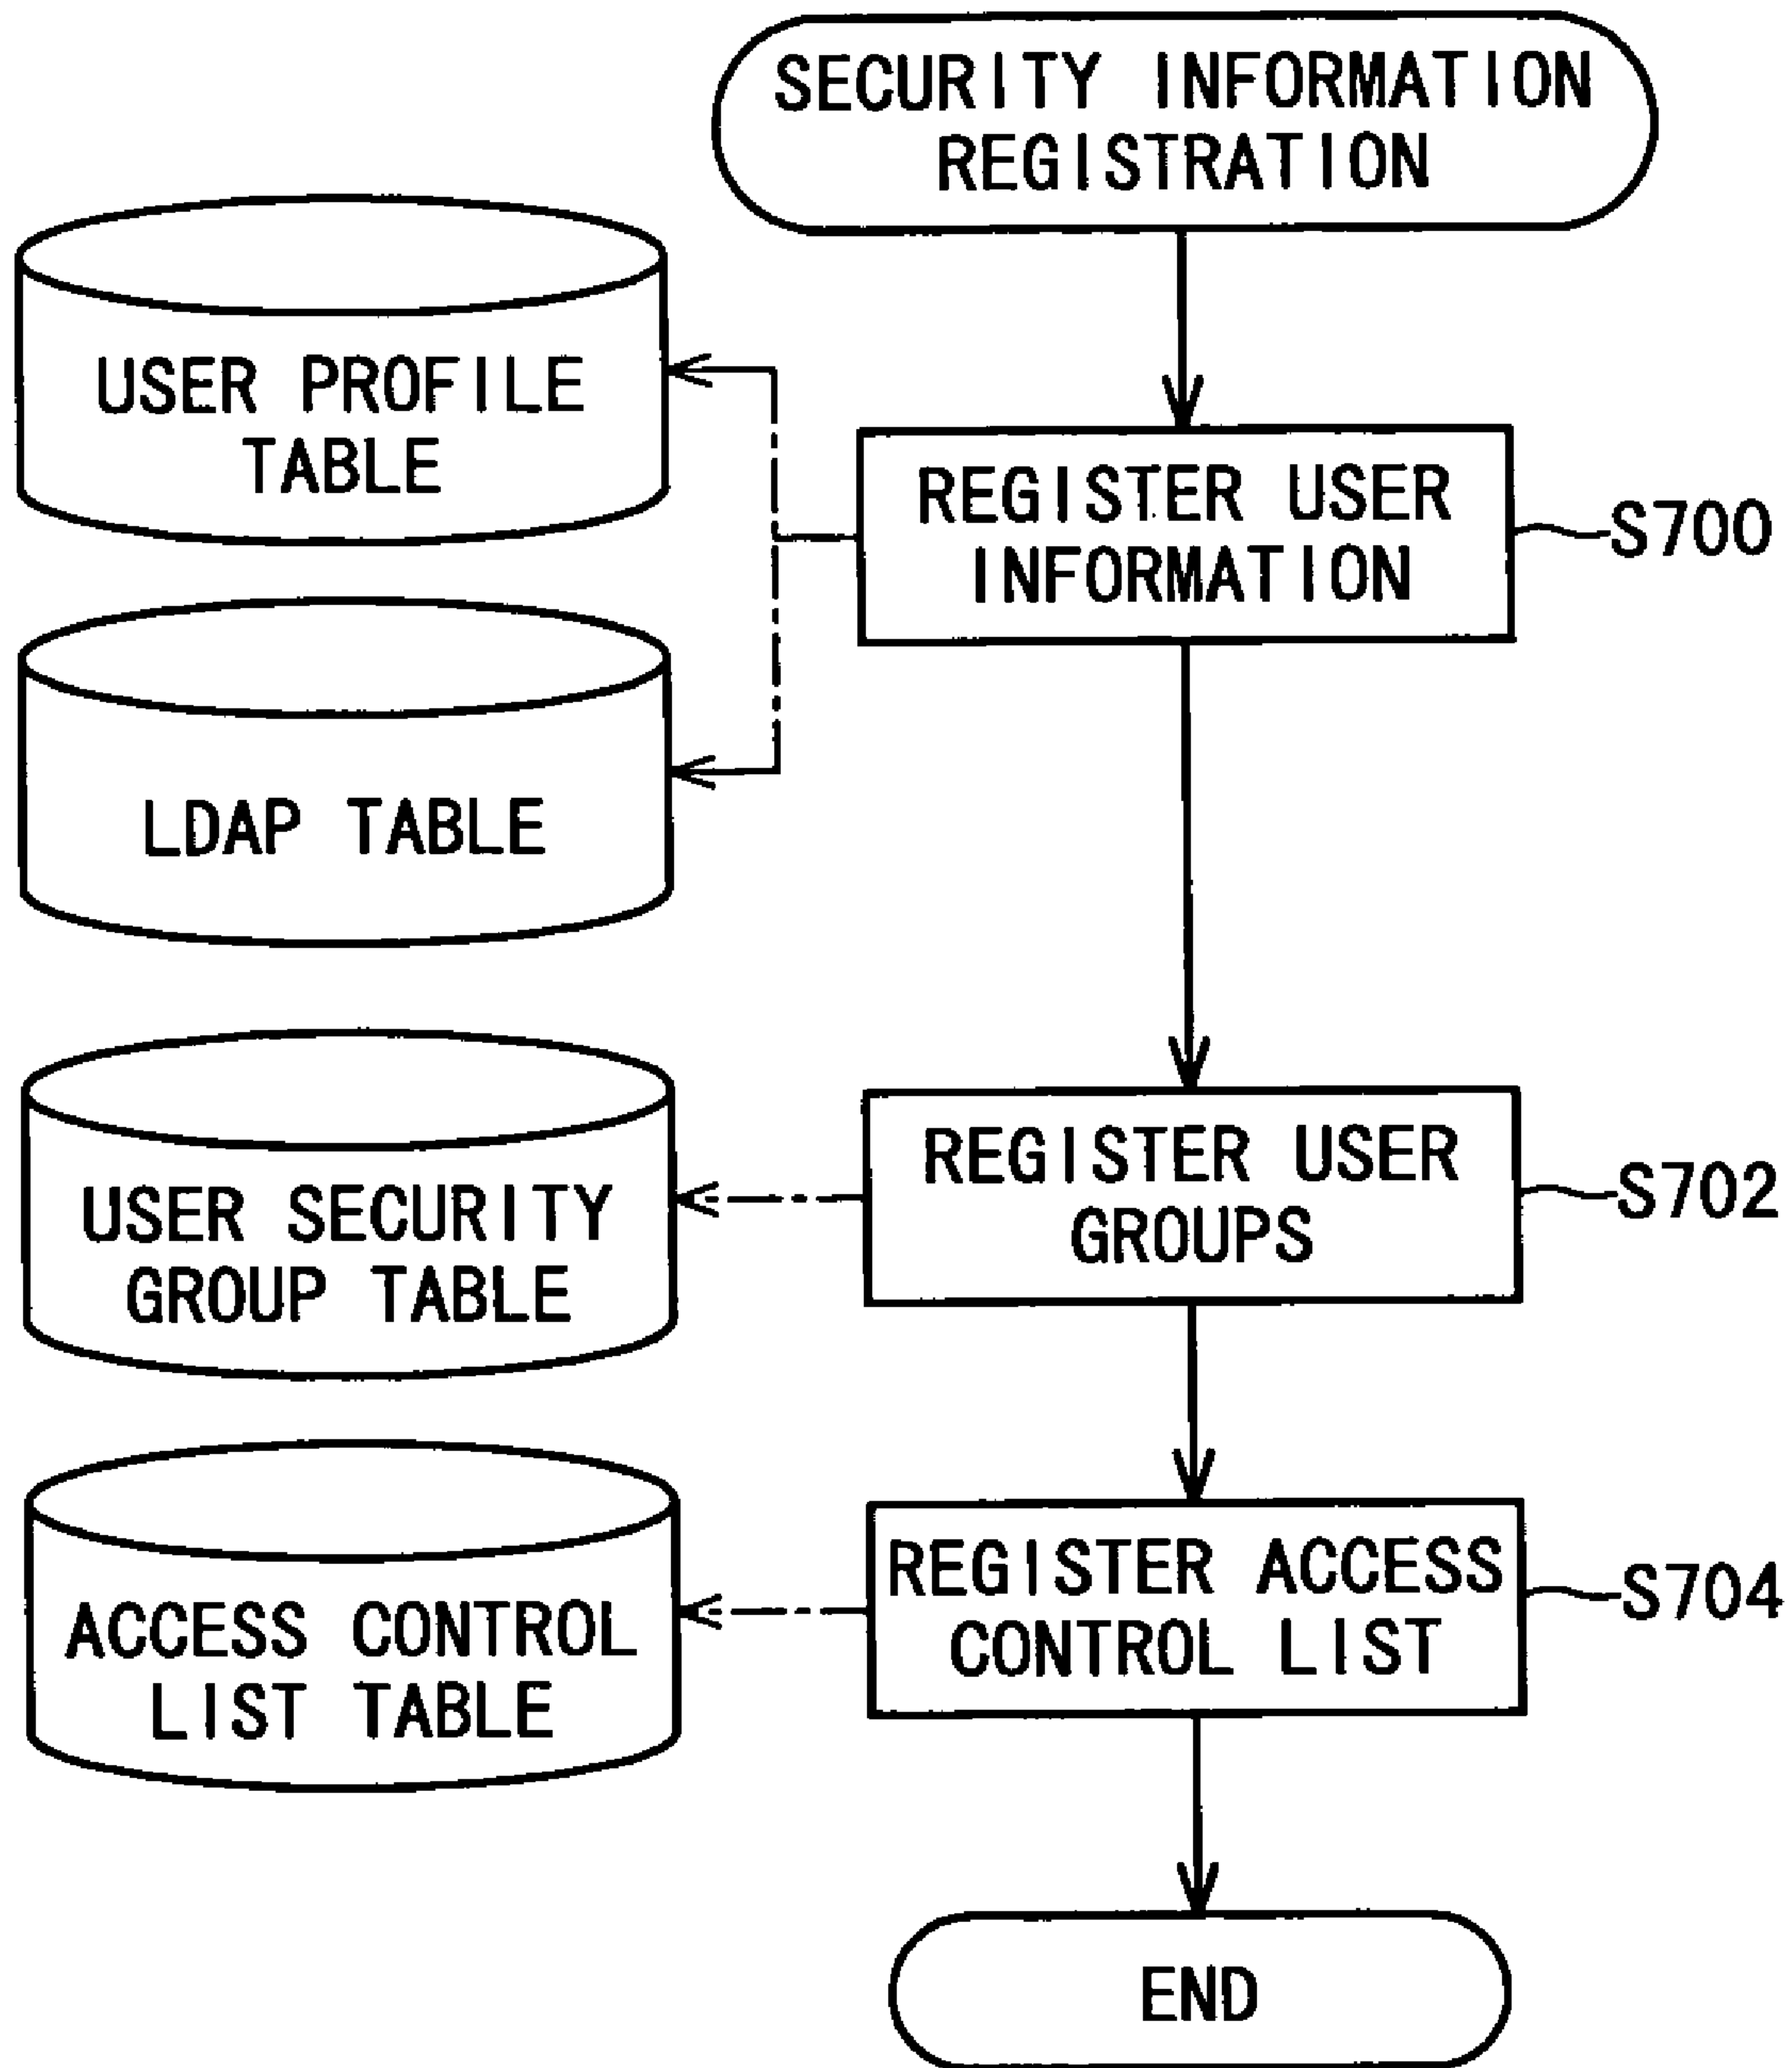 SECURITY INFORMATION
REGISTRATION
USER PROFILE
TABLE
REGISTER USER
INFORMATION
S700
LDAP TABLE
REGISTER USER
GROUPS
S702
USER SECURITY
GROUP TABLE
REGISTER ACCESS
CONTROL LIST
S704
ACCESS CONTROL
LIST TABLE
END